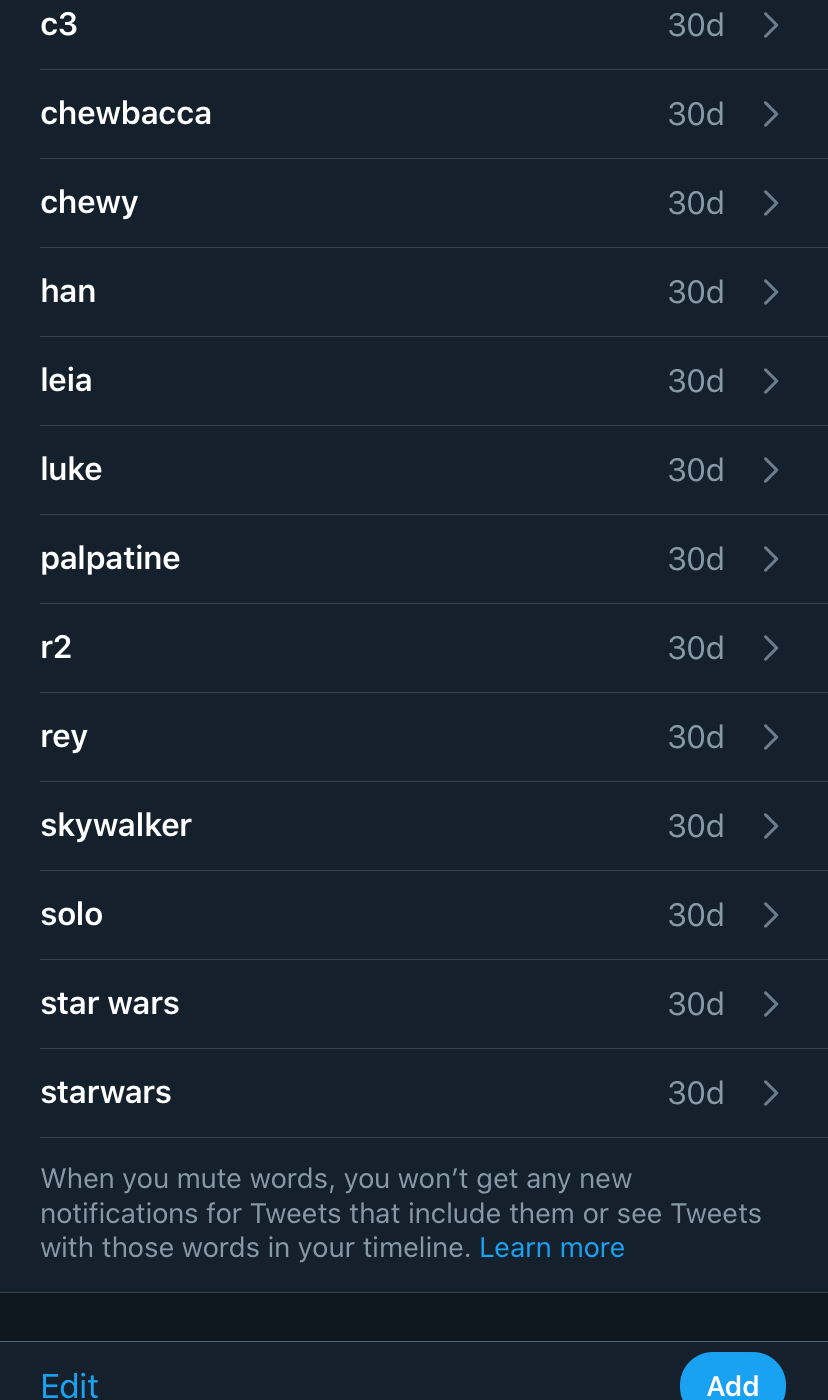 c3 30d
chewbacca 30d
chewy 30d
han 30d
leia 30d
luke 30d
palpatine 30d
r2 30d
rey 30d
skywalker 30d
solo 30d
star wars 30d
starwars 30d
When you mute words, you won’t get any new
notifications for Tweets that include them or see Tweets
with those words in your timeline. Learn more
Edit Add